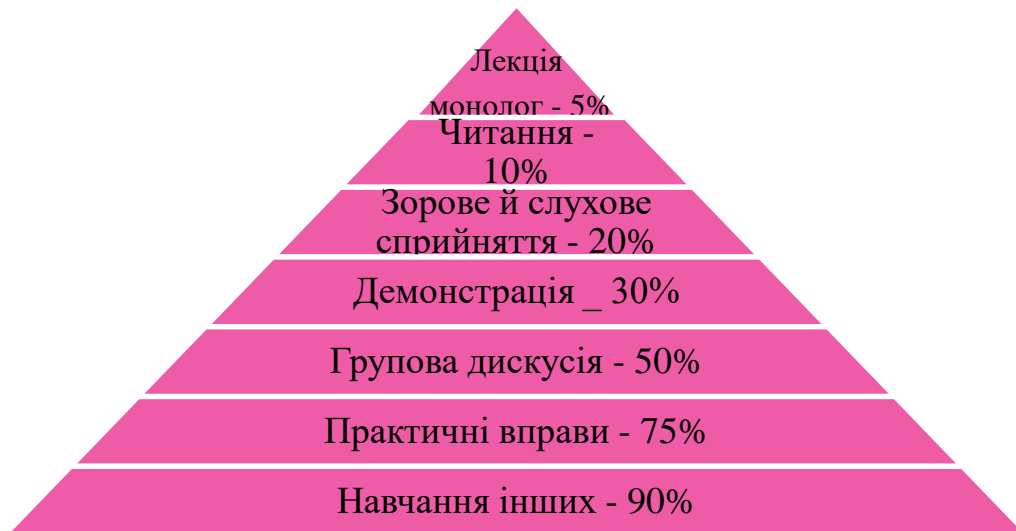 Лекція
монолог - 5%
Читання -
10%
Зорове й слухове
сприйняття - 20%
Демонстрація _ 30%
Групова дискусія - 50%
Практичні вправи - 75%
Навчання інших - 90%